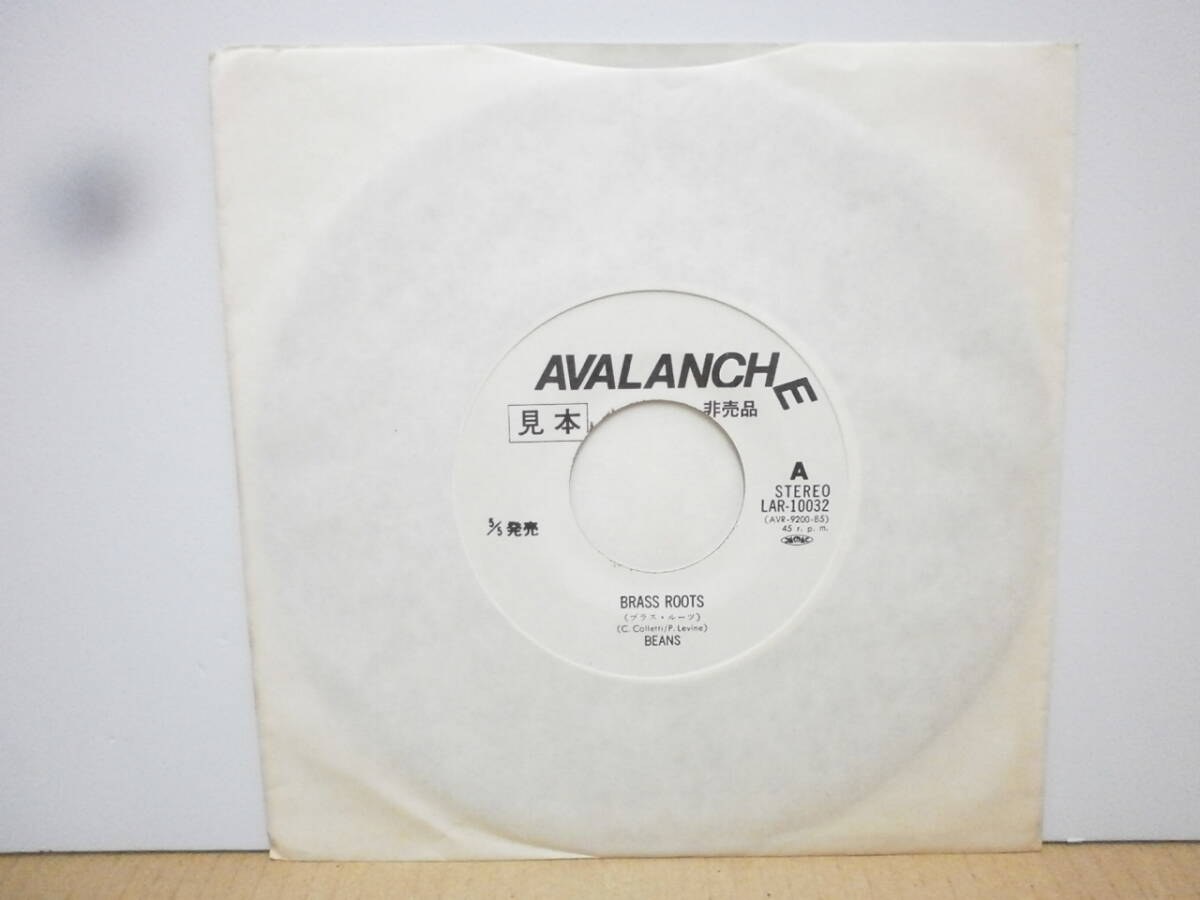 AVALANCHE
見本 非売品
A
STEREO
LAR-10032
(AVR-9200-B5)
45 r.p.m.
5/5 発売
BRASS ROOTS
(ブラス・ルーツ)
(C. Colletti/P. Levine)
BEANS